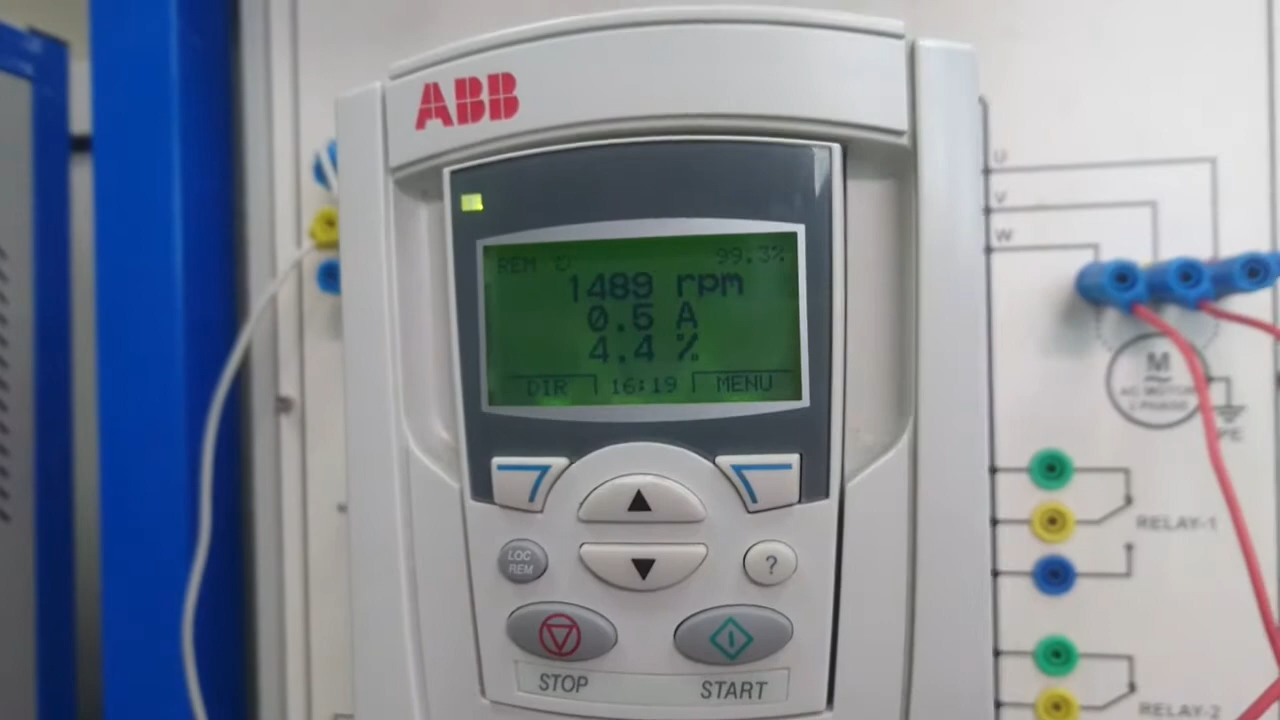 ABB
REM 99.3%
1489 rpm
0.5 A
4.4 %
DIR 16:19 MENU
LOC
REM
?
STOP START
U
V
W
M
AC MOTOR
3 PHASE
PE
RELAY-1
RELAY-2